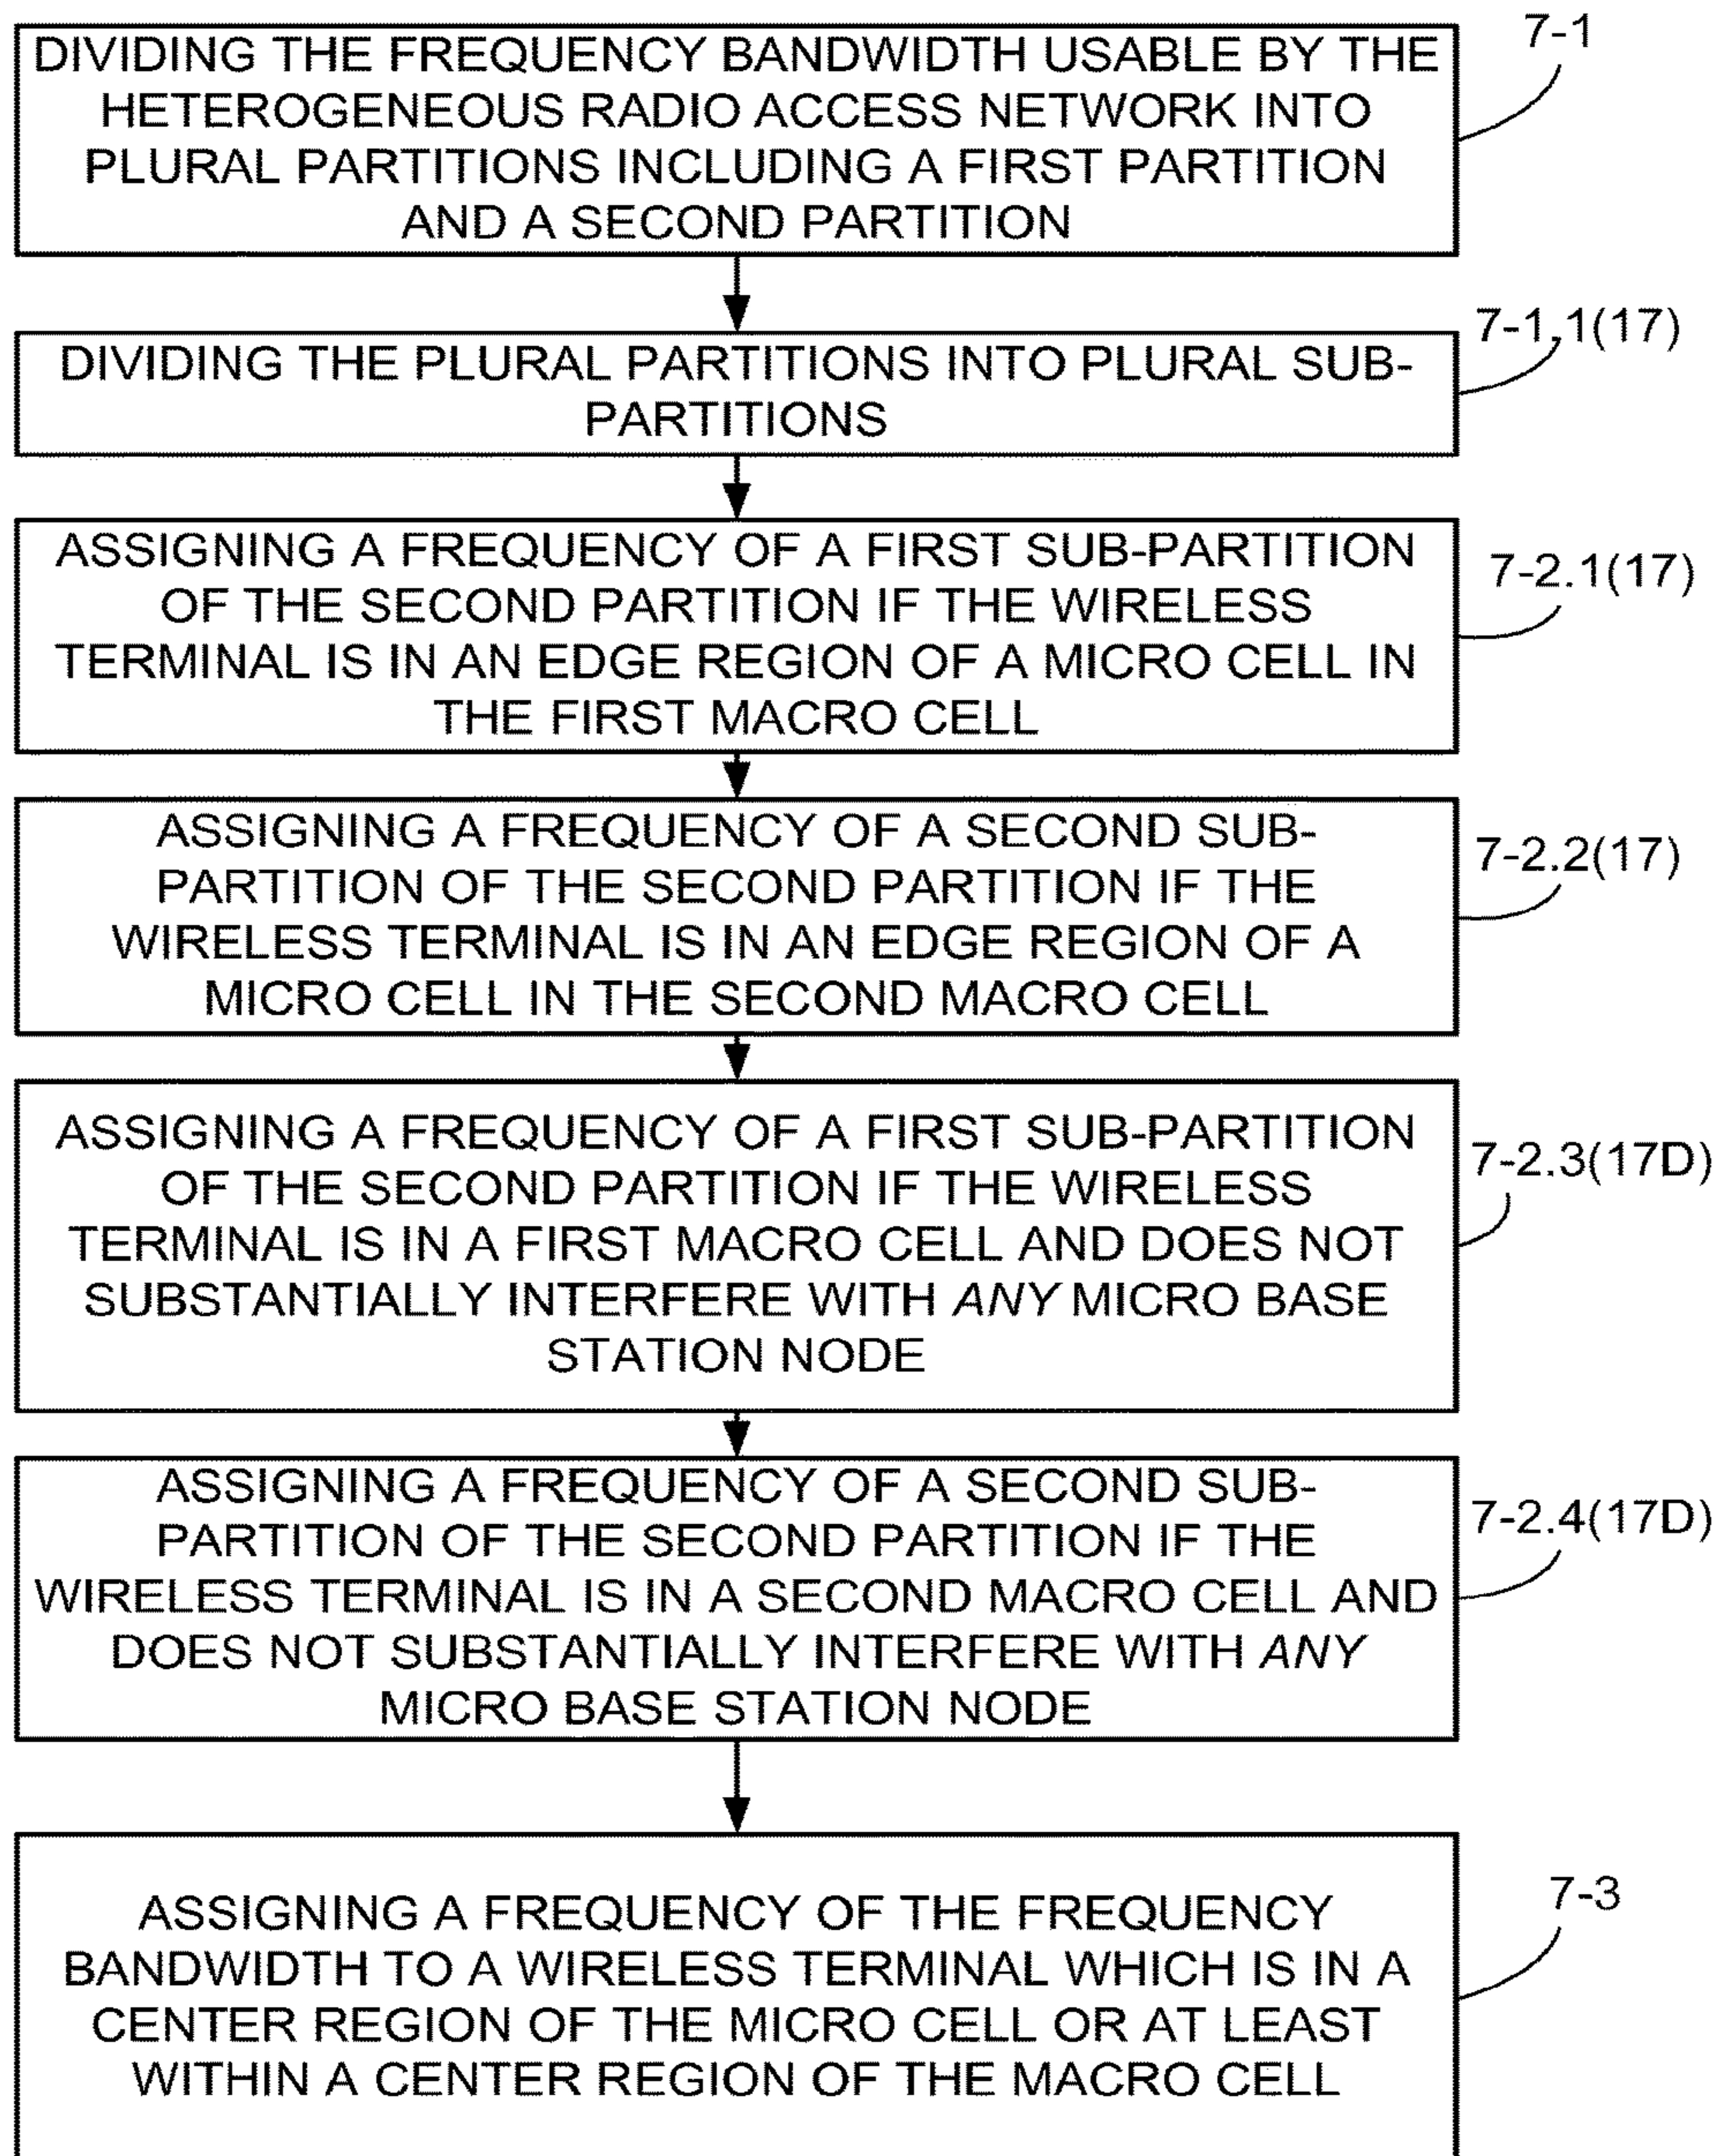 DIVIDING THE FREQUENCY BANDWIDTH USABLE BY THE
HETEROGENEOUS RADIO ACCESS NETWORK INTO
PLURAL PARTITIONS INCLUDING A FIRST PARTITION
AND A SECOND PARTITION
7-1
DIVIDING THE PLURAL PARTITIONS INTO PLURAL SUB-
PARTITIONS
7-1.1(17)
ASSIGNING A FREQUENCY OF A FIRST SUB-PARTITION
OF THE SECOND PARTITION IF THE WIRELESS
TERMINAL IS IN AN EDGE REGION OF A MICRO CELL IN
THE FIRST MACRO CELL
7-2.1(17)
ASSIGNING A FREQUENCY OF A SECOND SUB-
PARTITION OF THE SECOND PARTITION IF THE
WIRELESS TERMINAL IS IN AN EDGE REGION OF A
MICRO CELL IN THE SECOND MACRO CELL
7-2.2(17)
ASSIGNING A FREQUENCY OF A FIRST SUB-PARTITION
OF THE SECOND PARTITION IF THE WIRELESS
TERMINAL IS IN A FIRST MACRO CELL AND DOES NOT
SUBSTANTIALLY INTERFERE WITH ANY MICRO BASE
STATION NODE
7-2.3(17D)
ASSIGNING A FREQUENCY OF A SECOND SUB-
PARTITION OF THE SECOND PARTITION IF THE
WIRELESS TERMINAL IS IN A SECOND MACRO CELL AND
DOES NOT SUBSTANTIALLY INTERFERE WITH ANY
MICRO BASE STATION NODE
7-2.4(17D)
ASSIGNING A FREQUENCY OF THE FREQUENCY
BANDWIDTH TO A WIRELESS TERMINAL WHICH IS IN A
CENTER REGION OF THE MICRO CELL OR AT LEAST
WITHIN A CENTER REGION OF THE MACRO CELL
7-3